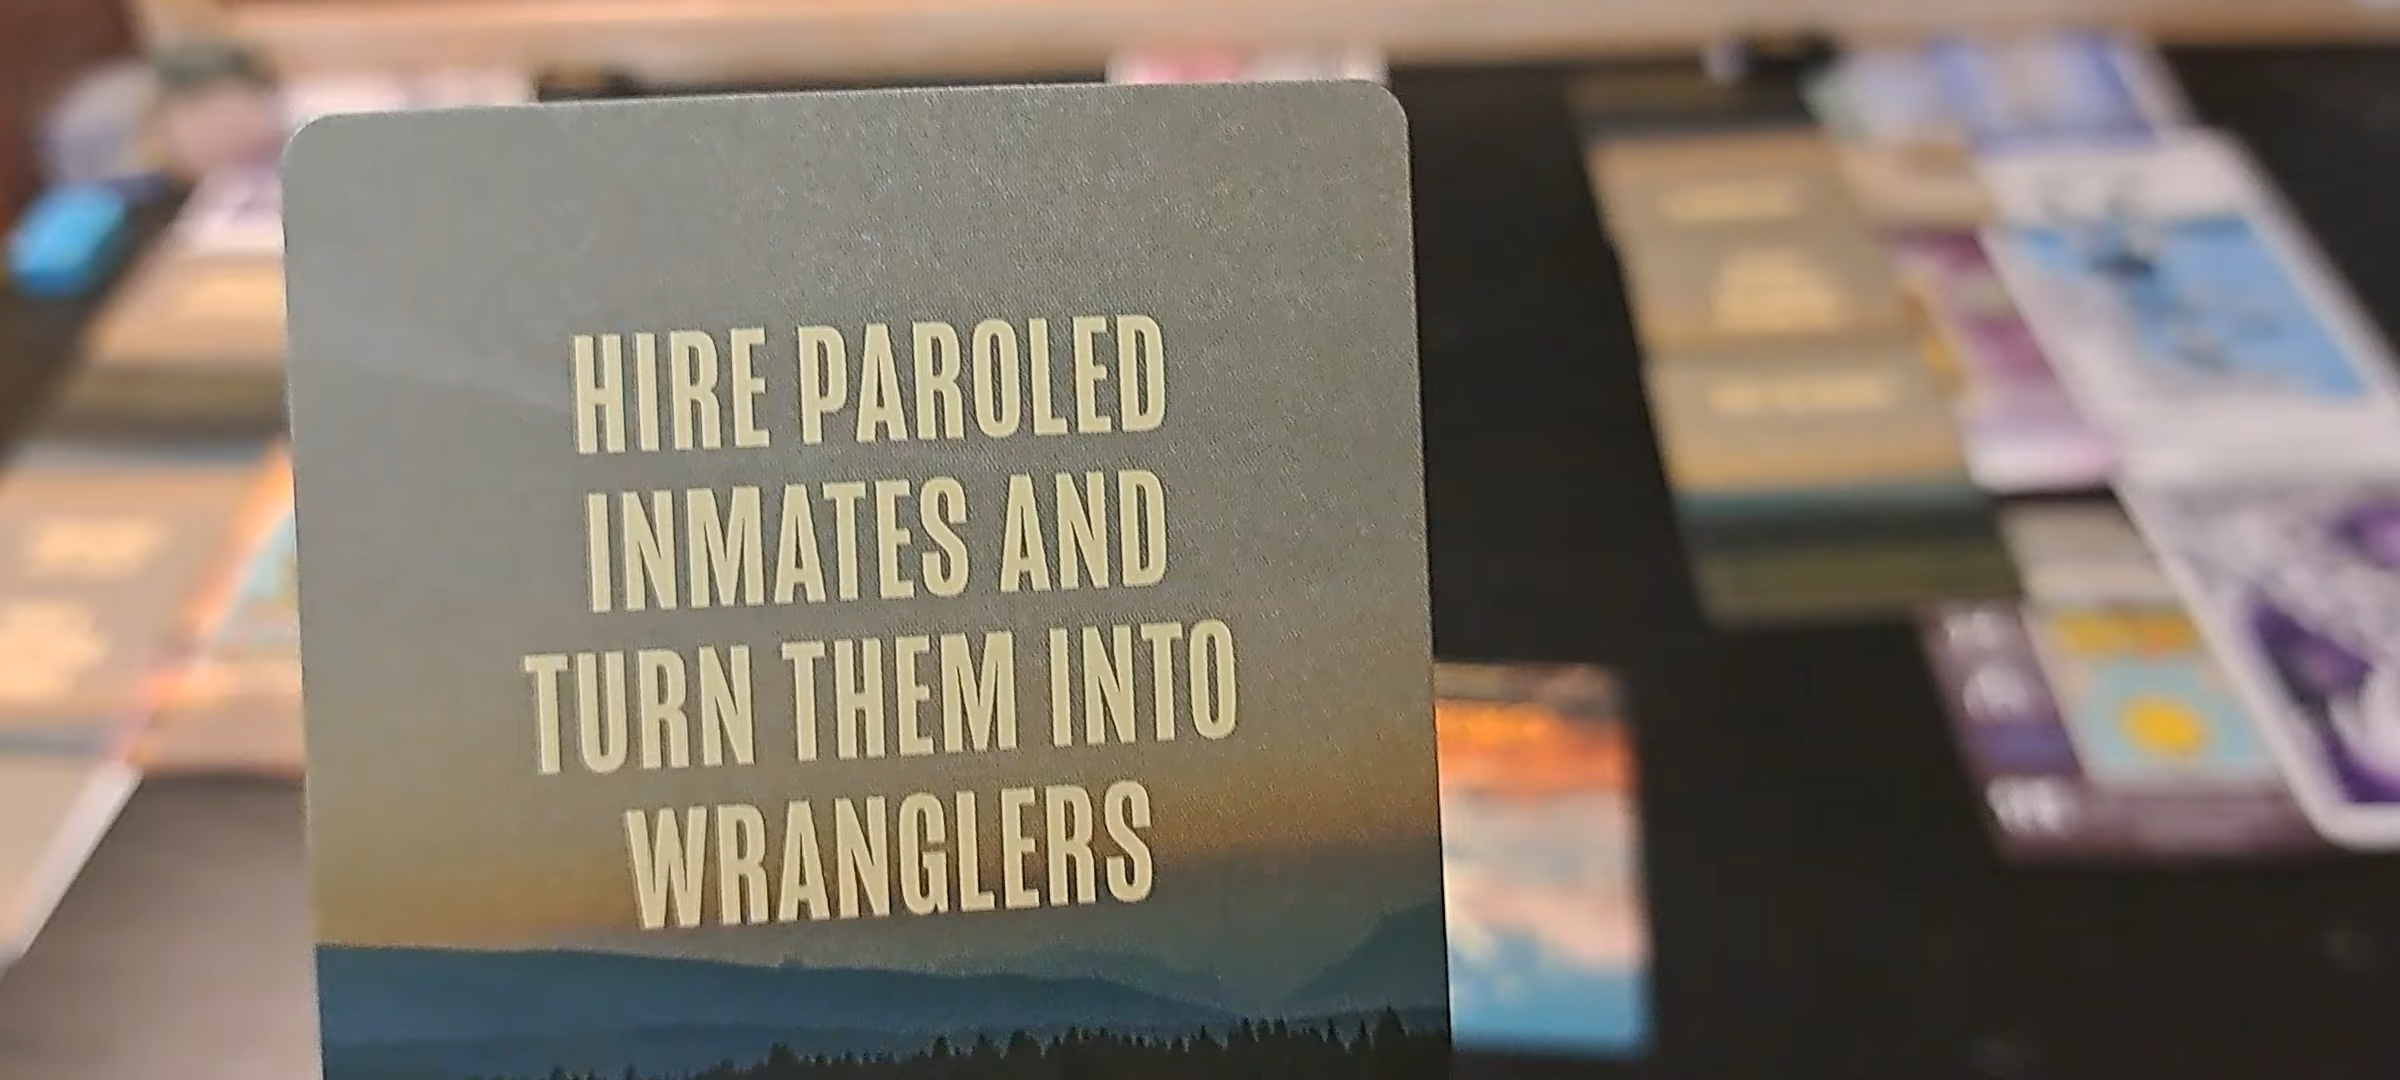 HIRE PAROLED
INMATES AND
TURN THEM INTO
WRANGLERS